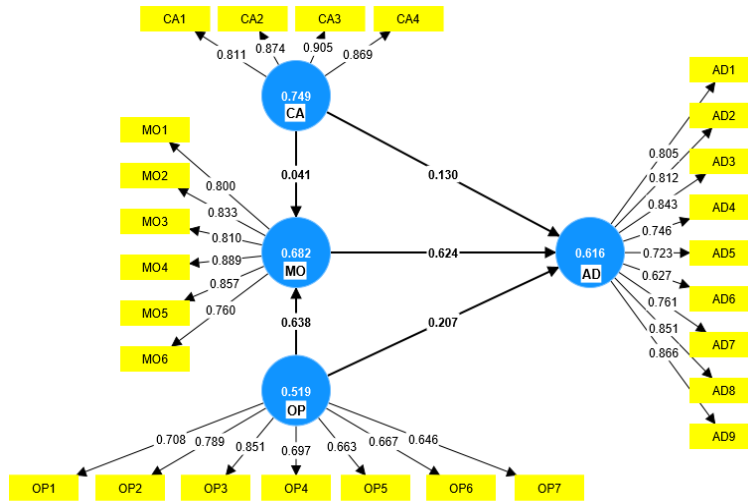 CA1 CA2 CA3 CA4
0.811 0.874 0.905 0.869
0.749
CA
MO1
MO2
MO3
MO4
MO5
MO6
0.800
0.833
0.810
0.889
0.857
0.760
0.041
0.130
0.682
MO
0.624
0.638
0.207
0.616
AD
0.805
0.812
0.843
0.746
0.723
0.627
0.761
0.851
0.866
AD1
AD2
AD3
AD4
AD5
AD6
AD7
AD8
AD9
0.519
OP
0.708 0.789 0.851 0.697 0.663 0.667 0.646
OP1 OP2 OP3 OP4 OP5 OP6 OP7